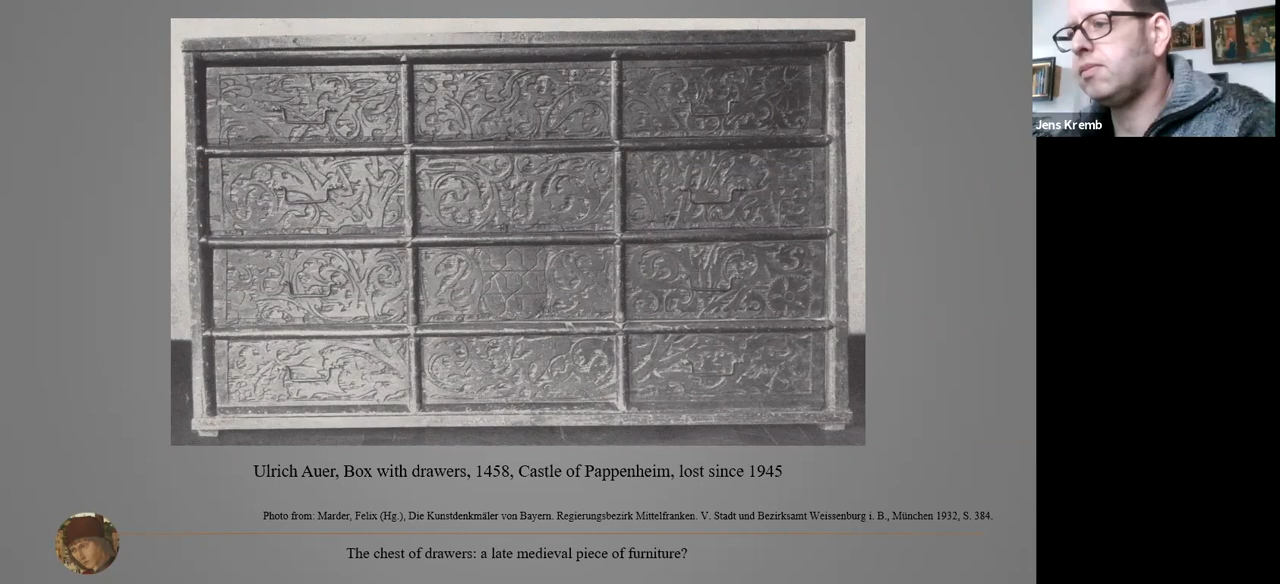 Jens Kremb
Ulrich Auer, Box with drawers, 1458, Castle of Pappenheim, lost since 1945
Photo from: Marder, Felix (Hg.), Die Kunstdenkmäler von Bayern. Regierungsbezirk Mittelfranken. V. Stadt und Bezirksamt Weissenburg i. B., München 1932, S. 384.
The chest of drawers: a late medieval piece of furniture?